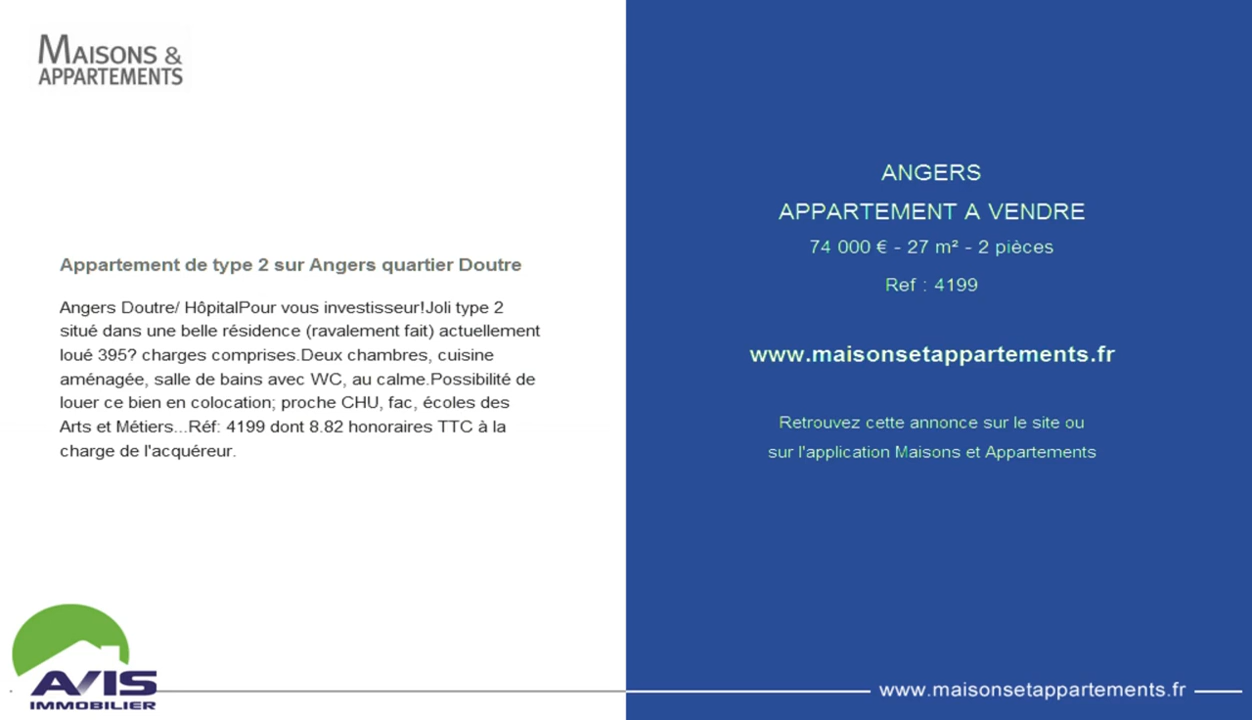 MAISONS &
APPARTEMENTS
Appartement de type 2 sur Angers quartier Doutre
Angers Doutre/ HôpitalPour vous investisseur!Joli type 2
situé dans une belle résidence (ravalement fait) actuellement
loué 395? charges comprises.Deux chambres, cuisine
aménagée, salle de bains avec WC, au calme.Possibilité de
louer ce bien en colocation; proche CHU, fac, écoles des
Arts et Métiers...Réf: 4199 dont 8.82 honoraires TTC à la
charge de l'acquéreur.
AVIS
IMMOBILIER
ANGERS
APPARTEMENT A VENDRE
74 000 € - 27 m² - 2 pièces
Ref : 4199
www.maisonsetappartements.fr
Retrouvez cette annonce sur le site ou
sur l'application Maisons et Appartements
www.maisonsetappartements.fr